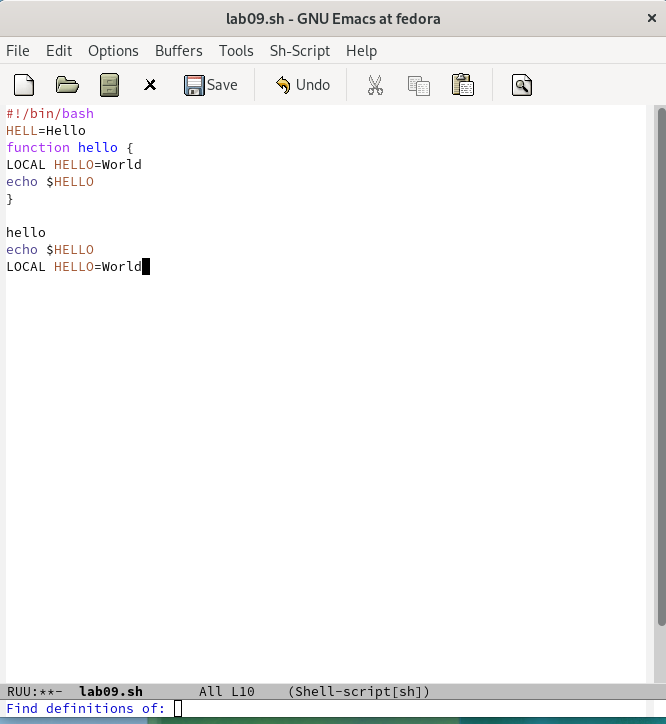 lab09.sh - GNU Emacs at fedora
File Edit Options Buffers Tools Sh-Script Help
Save Undo
#!/bin/bash
HELL=Hello
function hello {
LOCAL HELLO=World
echo $HELLO
}
hello
echo $HELLO
LOCAL HELLO=World
RUU:**- lab09.sh All L10 (Shell-script[sh])
Find definitions of: